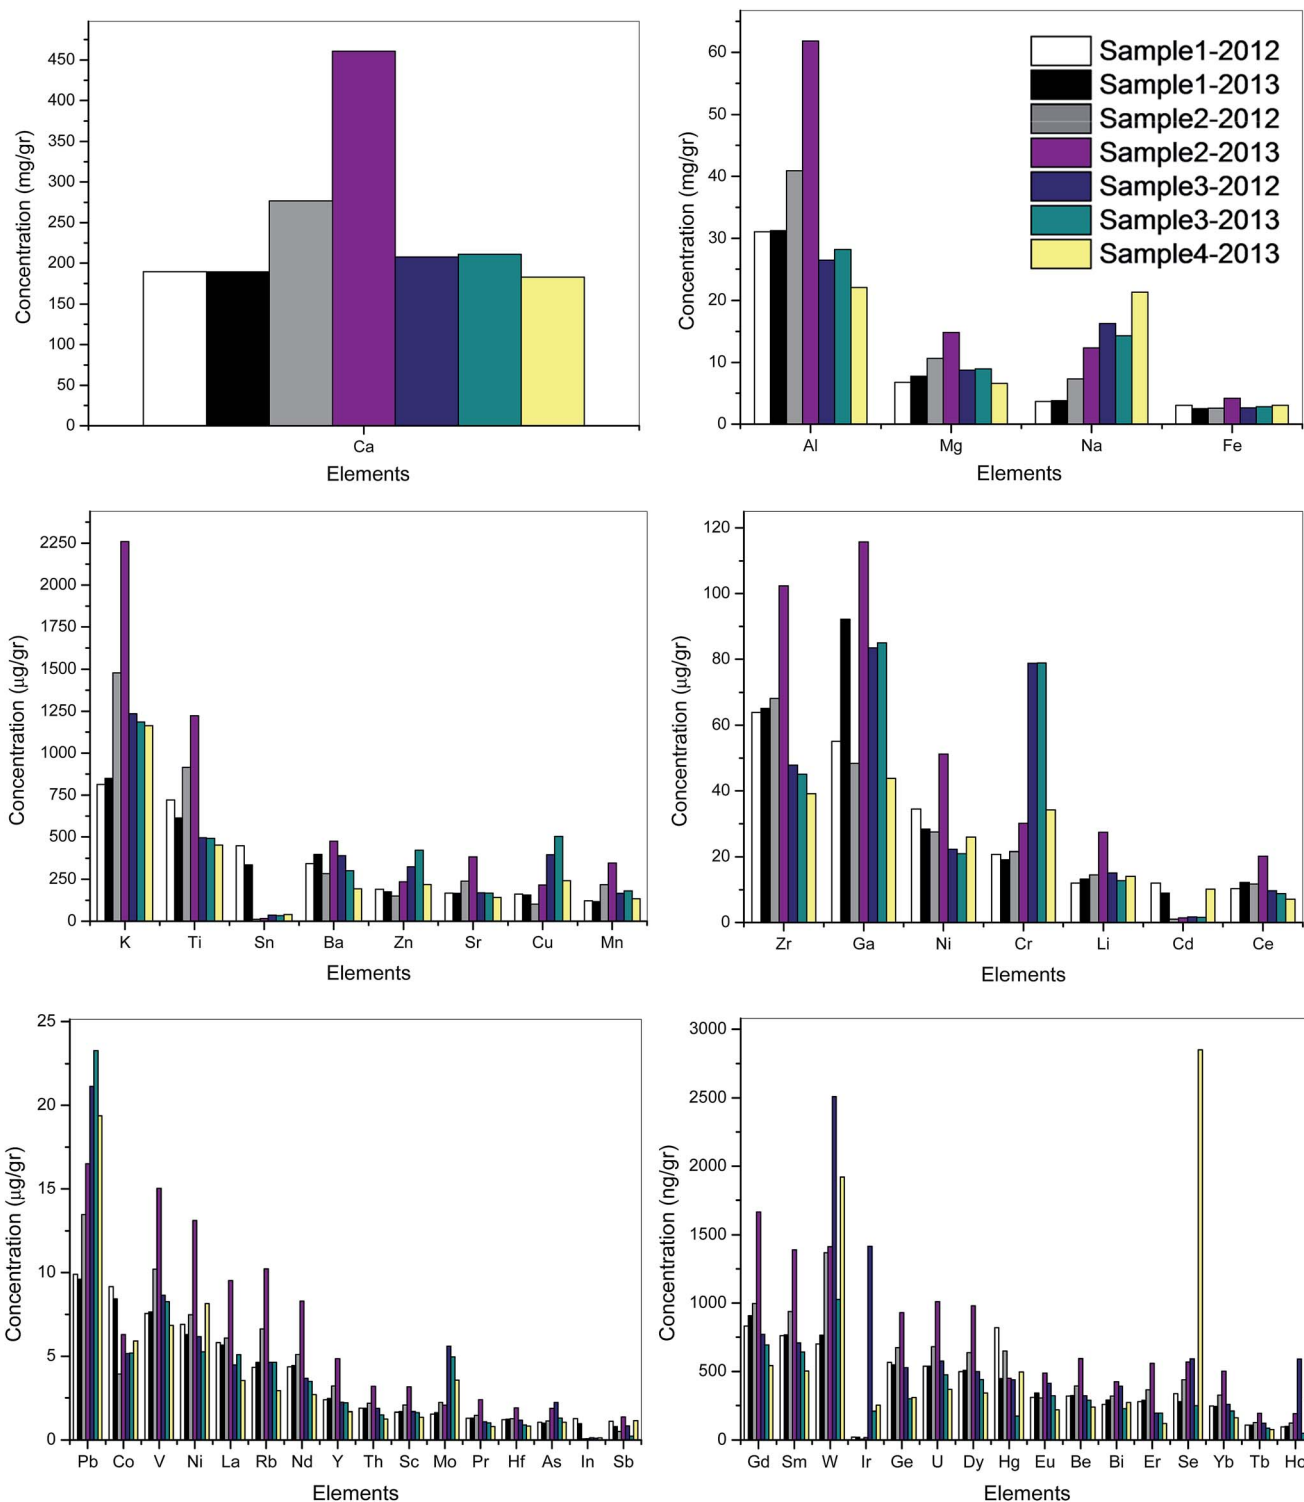 Concentration (mg/gr)
450
400
350
300
250
200
150
100
50
0
Ca
Elements
Concentration (mg/gr)
60
50
40
30
20
10
0
Sample1-2012
Sample1-2013
Sample2-2012
Sample2-2013
Sample3-2012
Sample3-2013
Sample4-2013
Al Mg Na Fe
Elements
Concentration (µg/gr)
2250
2000
1750
1500
1250
1000
750
500
250
0
K Ti Sn Ba Zn Sr Cu Mn
Elements
Concentration (µg/gr)
120
100
80
60
40
20
0
Zr Ga Ni Cr Li Cd Ce
Elements
Concentration (µg/gr)
25
20
15
10
5
0
Pb Co V Ni La Rb Nd Y Th Sc Mo Pr Hf As In Sb
Elements
Concentration (ng/gr)
3000
2500
2000
1500
1000
500
0
Gd Sm W Ir Ge U Dy Hg Eu Be Bi Er Se Yb Tb Ho
Elements